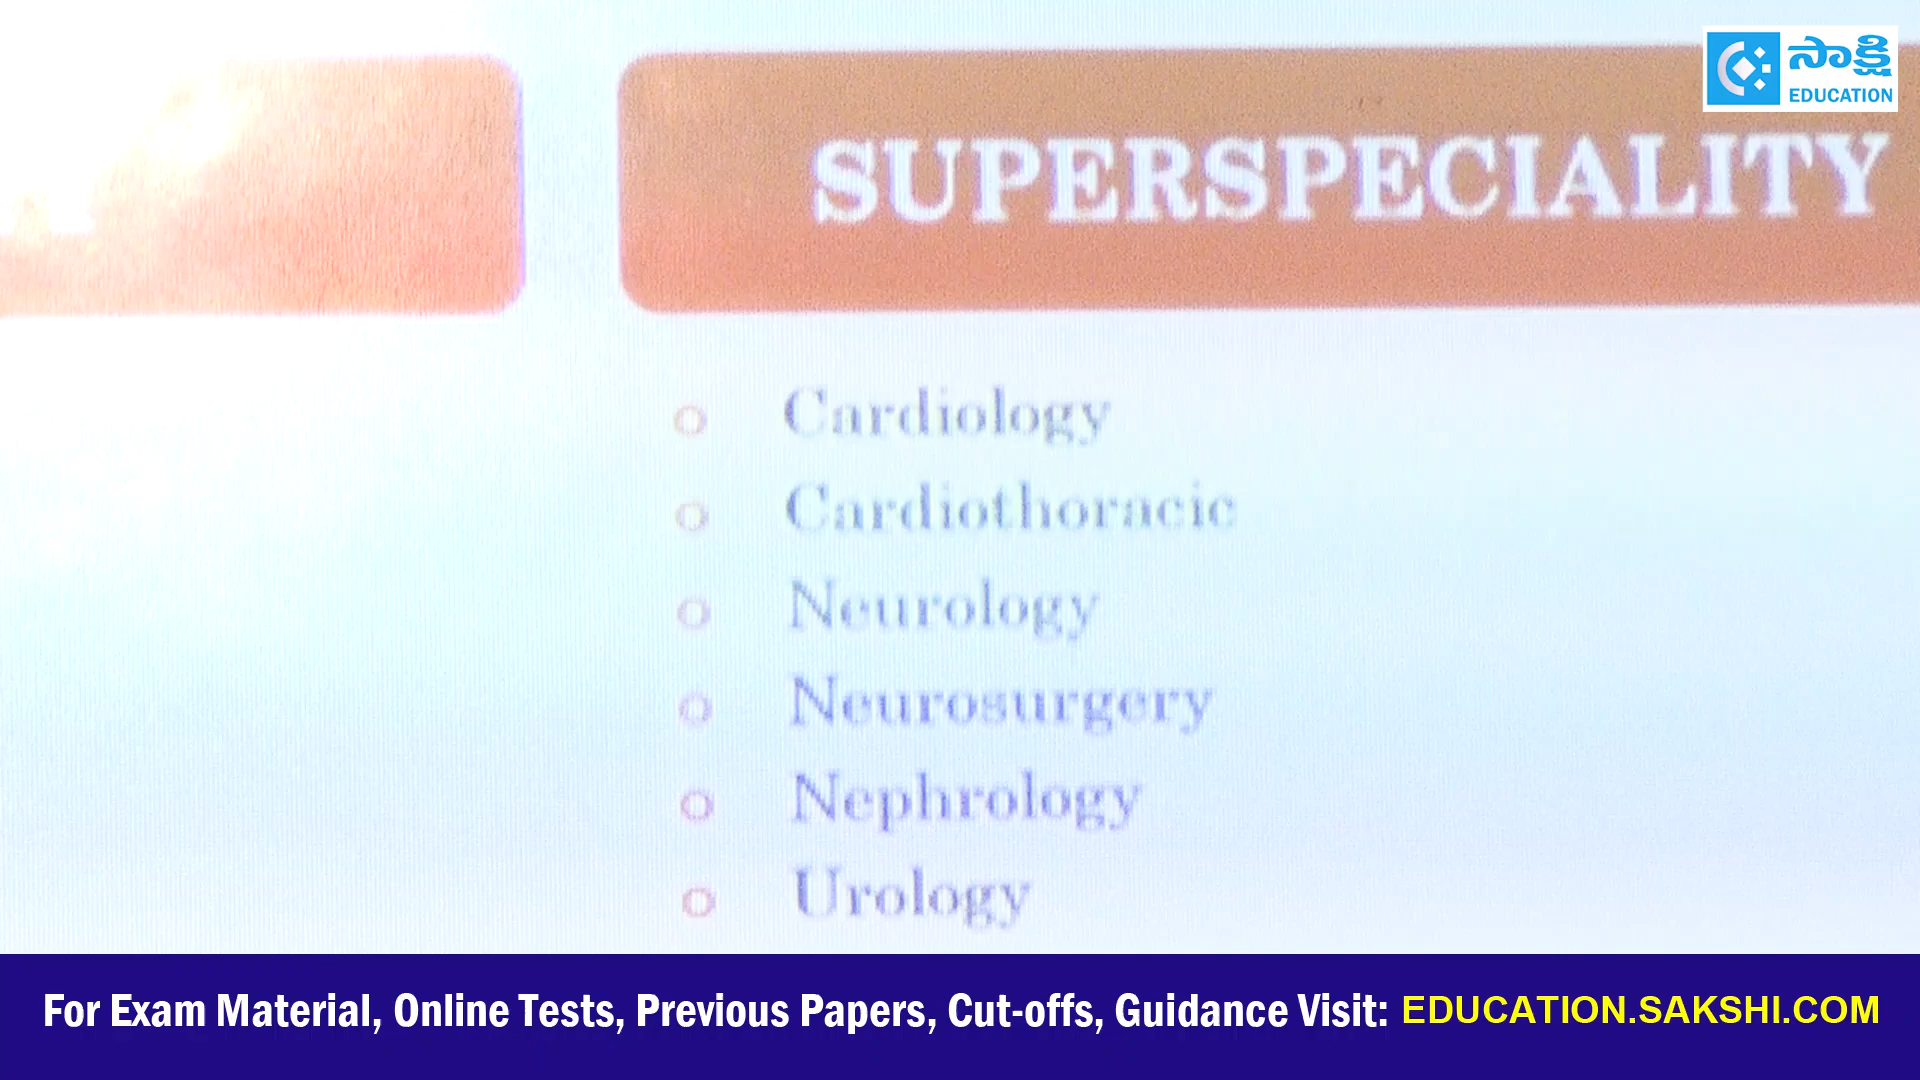 సాక్షి
EDUCATION
SUPERSPECIALITY
Cardiology
Cardiothoracic
Neurology
Neurosurgery
Nephrology
Urology
For Exam Material, Online Tests, Previous Papers, Cut-offs, Guidance Visit: EDUCATION.SAKSHI.COM